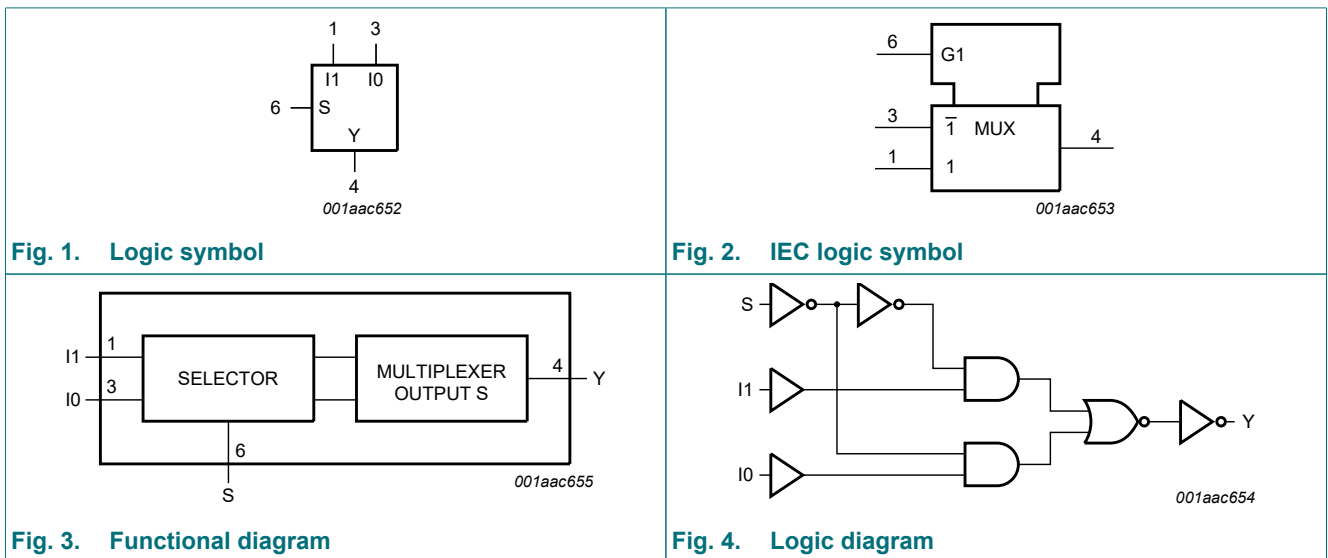 1 3
I1 I0
6 S
Y
4
001aac652
Fig. 1. Logic symbol
6 G1
3 1̅ MUX 4
1 1
001aac653
Fig. 2. IEC logic symbol
I1 1
I0 3
SELECTOR
MULTIPLEXER
OUTPUT S
4 Y
6
S
001aac655
Fig. 3. Functional diagram
S
I1
I0
Y
001aac654
Fig. 4. Logic diagram